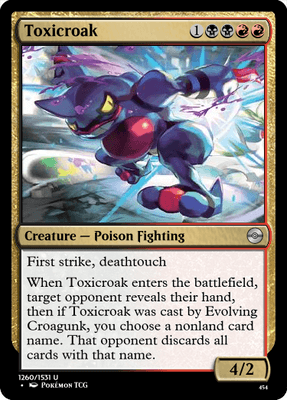 Toxicroak 1
Creature — Poison Fighting
First strike, deathtouch
When Toxicroak enters the battlefield,
target opponent reveals their hand,
then if Toxicroak was cast by Evolving
Croagunk, you choose a nonland card
name. That opponent discards all
cards with that name.
4/2
1260/1531 U
• Pokémon TCG
454